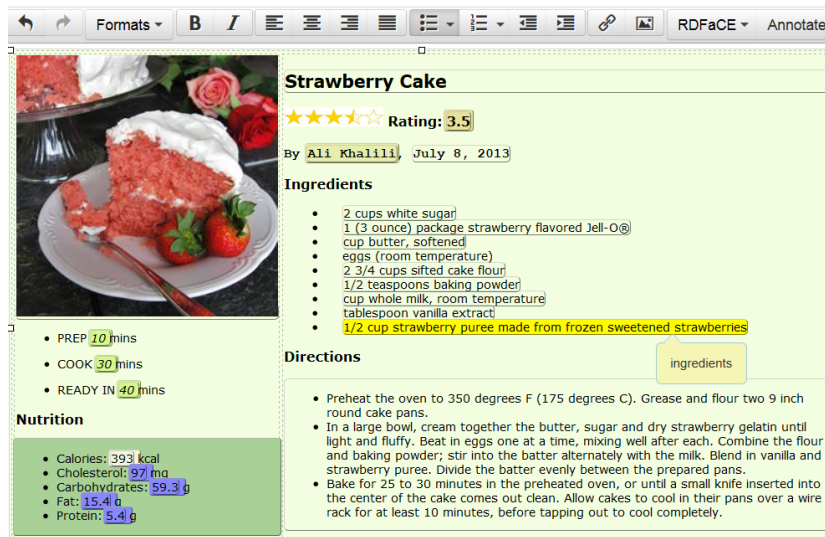 Formats B I RDFaCE Annotate
Strawberry Cake
Rating: 3.5
By Ali Khalili, July 8, 2013
Ingredients
2 cups white sugar
1 (3 ounce) package strawberry flavored Jell-O®
cup butter, softened
eggs (room temperature)
2 3/4 cups sifted cake flour
1/2 teaspoons baking powder
cup whole milk, room temperature
tablespoon vanilla extract
1/2 cup strawberry puree made from frozen sweetened strawberries
ingredients
PREP 10 mins
COOK 30 mins
READY IN 40 mins
Nutrition
Calories: 393 kcal
Cholesterol: 97 mg
Carbohydrates: 59.3 g
Fat: 15.4 g
Protein: 5.4 g
Directions
Preheat the oven to 350 degrees F (175 degrees C). Grease and flour two 9 inch
round cake pans.
In a large bowl, cream together the butter, sugar and dry strawberry gelatin until
light and fluffy. Beat in eggs one at a time, mixing well after each. Combine the flour
and baking powder; stir into the batter alternately with the milk. Blend in vanilla and
strawberry puree. Divide the batter evenly between the prepared pans.
Bake for 25 to 30 minutes in the preheated oven, or until a small knife inserted into
the center of the cake comes out clean. Allow cakes to cool in their pans over a wire
rack for at least 10 minutes, before tapping out to cool completely.